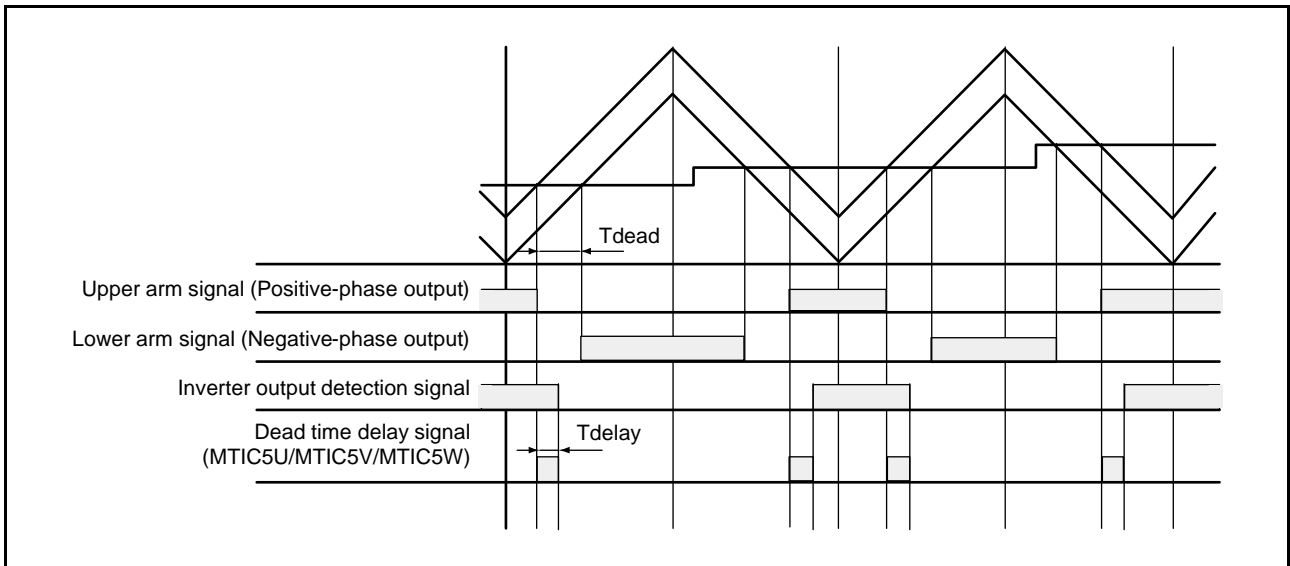 Tdead
Upper arm signal (Positive-phase output)
Lower arm signal (Negative-phase output)
Inverter output detection signal
Dead time delay signal
(MTIC5U/MTIC5V/MTIC5W)
Tdelay